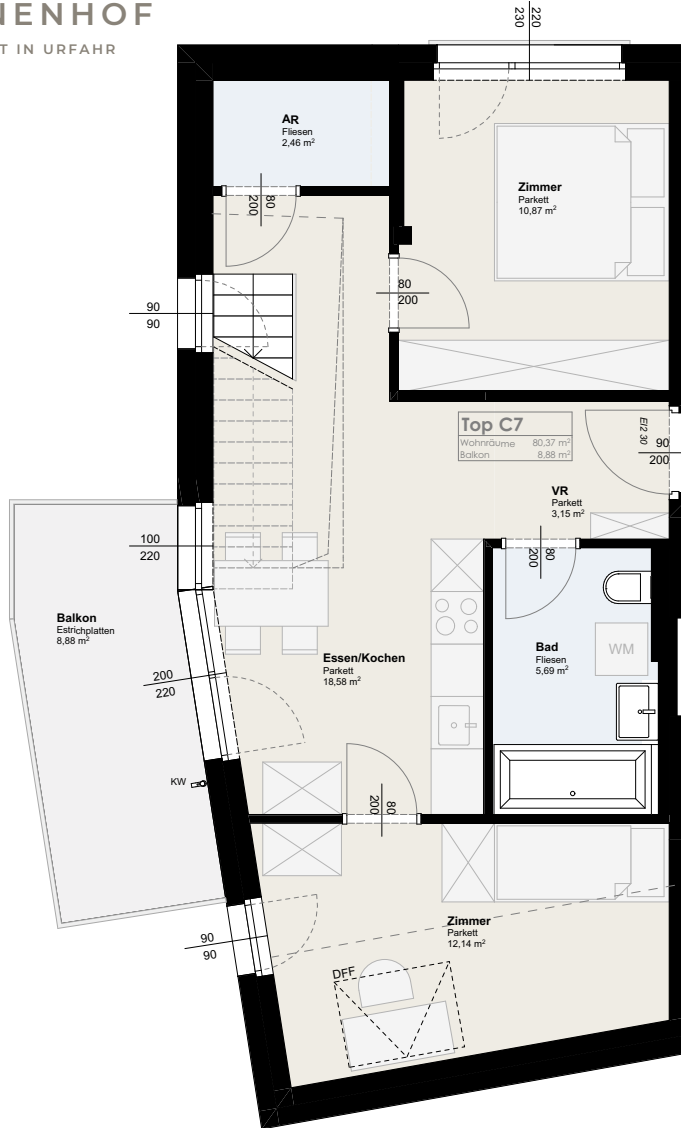 NENHOF
T IN URFAHR
220
230
AR
Fliesen
2,46 m²
80
200
Zimmer
Parkett
10,87 m²
80
200
90
90
Top C7
Wohnräume 80,37 m²
Balkon 8,88 m²
EI2 30
90
200
VR
Parkett
3,15 m²
100
220
80
200
Balkon
Estrichplatten
8,88 m²
Essen/Kochen
Parkett
18,58 m²
Bad
Fliesen
5,69 m²
WM
200
220
KW
80
200
Zimmer
Parkett
12,14 m²
90
90
DFF